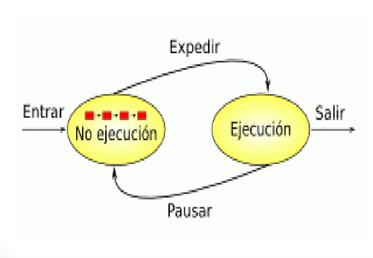 Expedir
Entrar
No ejecución
Ejecución
Salir
Pausar